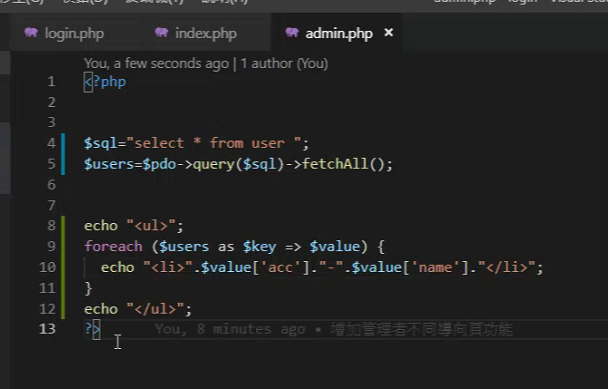 login.php index.php admin.php ×
You, a few seconds ago | 1 author (You)
1 <?php
2
3
4 $sql="select * from user ";
5 $users=$pdo->query($sql)->fetchAll();
6
7
8 echo "<ul>";
9 foreach ($users as $key => $value) {
10 echo "<li>".$value['acc']."-".$value['name']."</li>";
11 }
12 echo "</ul>";
13 ?> You, 8 minutes ago • 增加管理者不同導向頁功能